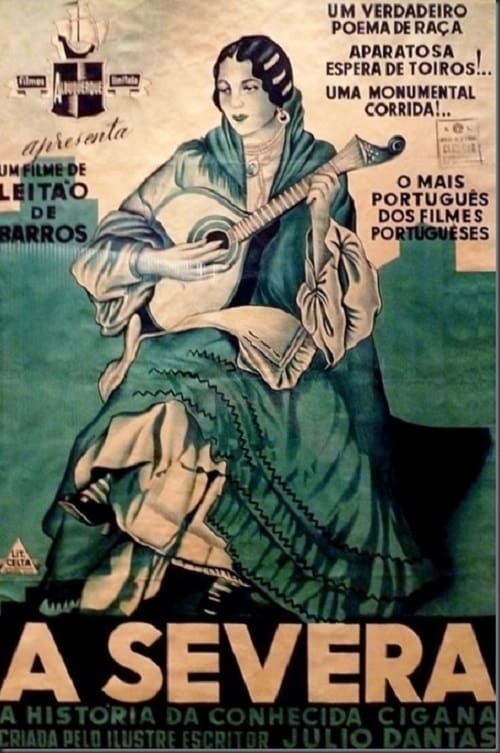 UM VERDADEIRO
POEMA DE RAÇA
APARATOSA
ESPERA DE TOIROS!..
UMA MONUMENTAL
CORRIDA!..
Filmes
ALBUQUERQUE
Limitada
apresenta
UM FILME DE
LEITÃO
DE
BARROS
O MAIS
PORTUGUÊS
DOS FILMES
PORTUGUÊSES
LIT.
CELTA
A SEVERA
A HISTÓRIA DA CONHECIDA CIGANA
CRIADA PELO ILUSTRE ESCRITOR JULIO DANTAS